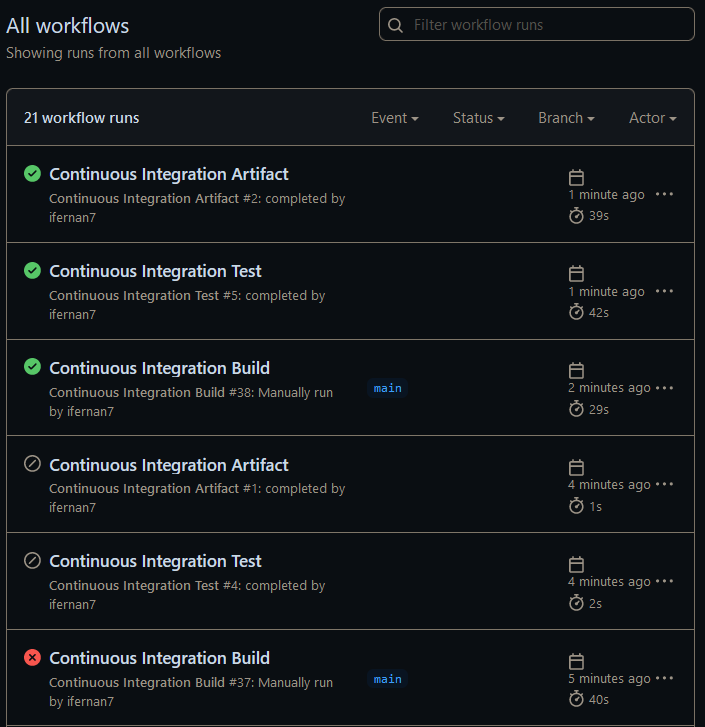 All workflows
Filter workflow runs
Showing runs from all workflows
21 workflow runs
Event
Status
Branch
Actor
Continuous Integration Artifact
Continuous Integration Artifact #2: completed by
ifernan7
1 minute ago
39s
Continuous Integration Test
Continuous Integration Test #5: completed by
ifernan7
1 minute ago
42s
Continuous Integration Build
Continuous Integration Build #38: Manually run
by ifernan7
main
2 minutes ago
29s
Continuous Integration Artifact
Continuous Integration Artifact #1: completed by
ifernan7
4 minutes ago
1s
Continuous Integration Test
Continuous Integration Test #4: completed by
ifernan7
4 minutes ago
2s
Continuous Integration Build
Continuous Integration Build #37: Manually run
by ifernan7
main
5 minutes ago
40s